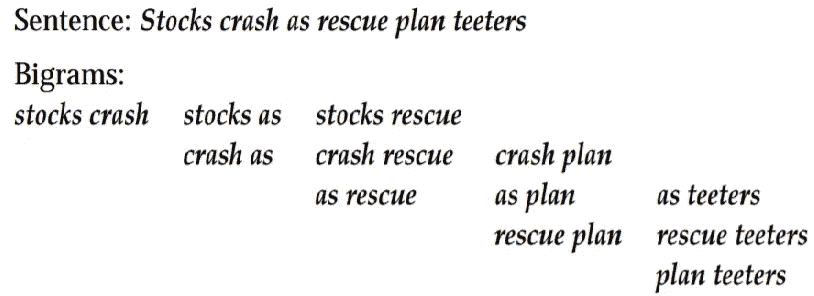 Sentence: Stocks crash as rescue plan teeters
Bigrams:
stocks crash stocks as stocks rescue
crash as crash rescue crash plan
as rescue as plan as teeters
rescue plan rescue teeters
plan teeters